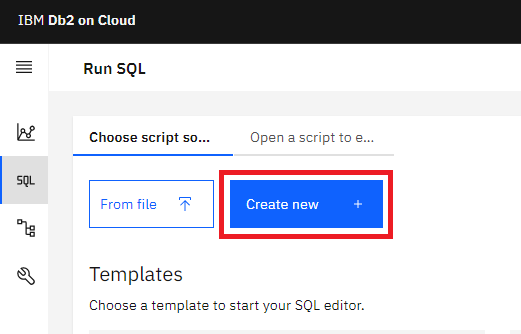 IBM Db2 on Cloud
Run SQL
Choose script so...
Open a script to e...
SQL
From file
Create new +
Templates
Choose a template to start your SQL editor.